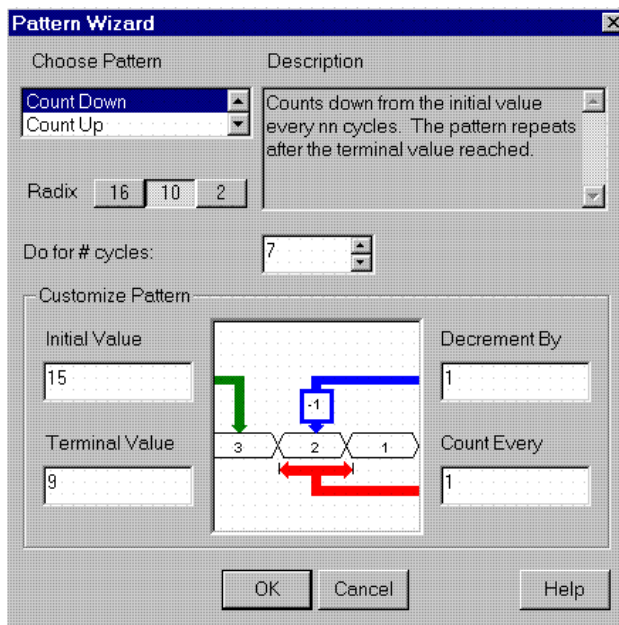 Pattern Wizard
Choose Pattern
Description
Count Down
Count Up
Counts down from the initial value
every nn cycles. The pattern repeats
after the terminal value reached.
Radix 16 10 2
Do for # cycles: 7
Customize Pattern
Initial Value
15
Decrement By
1
-1
3 2 1
Terminal Value
9
Count Every
1
OK Cancel Help